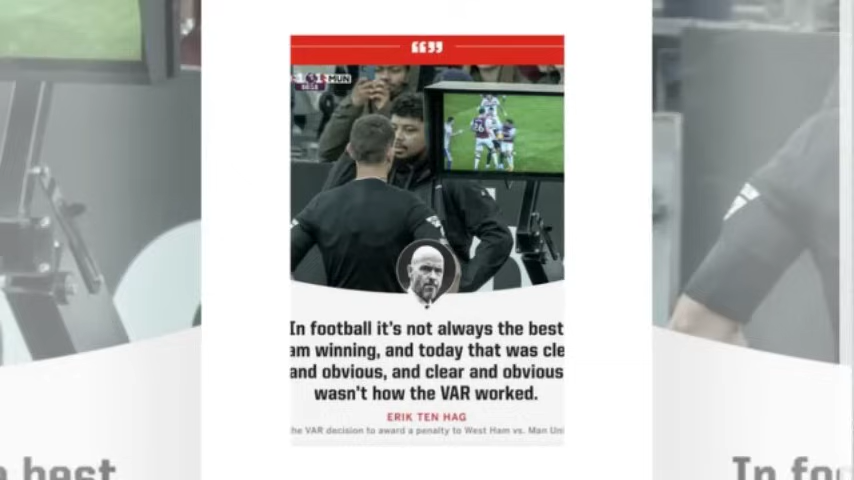 MUN
In football it's not always the best
am winning, and today that was cle
and obvious, and clear and obvious
wasn't how the VAR worked.
ERIK TEN HAG
he VAR decision to award a penalty to West Ham vs. Man Uni
best
In foo